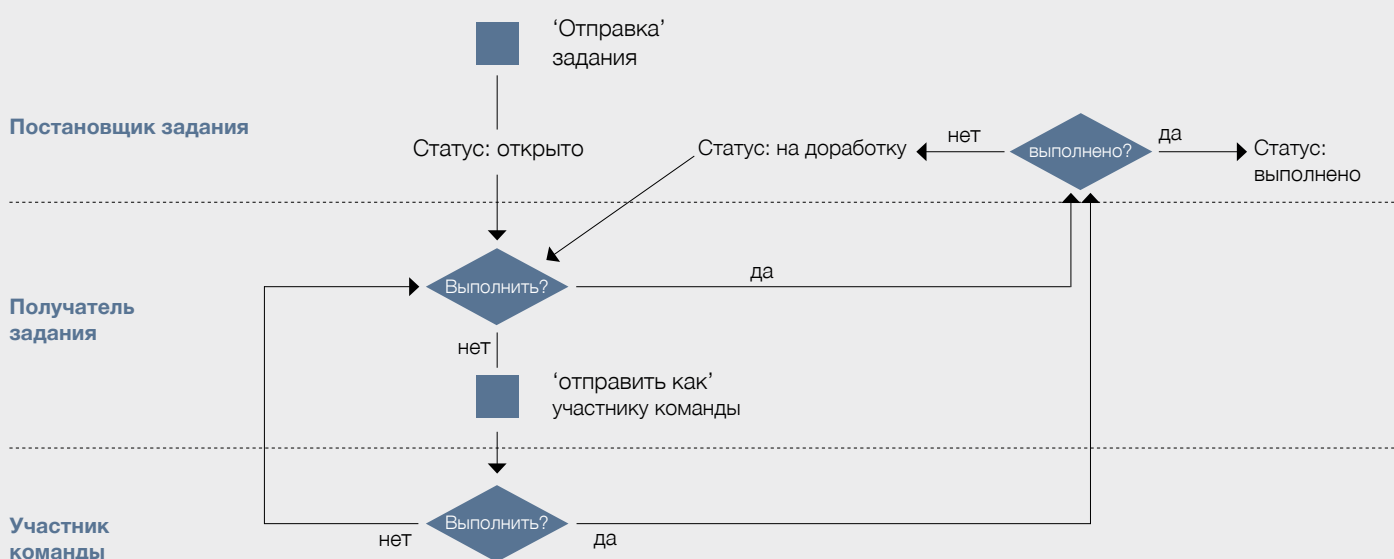 ‘Отправка’
задания
Постановщик задания
Статус: открыто
Статус: на доработку
нет
выполнено?
да
Статус:
выполнено
Получатель
задания
Выполнить?
да
нет
‘отправить как’
участнику команды
Участник
команды
Выполнить?
нет
да